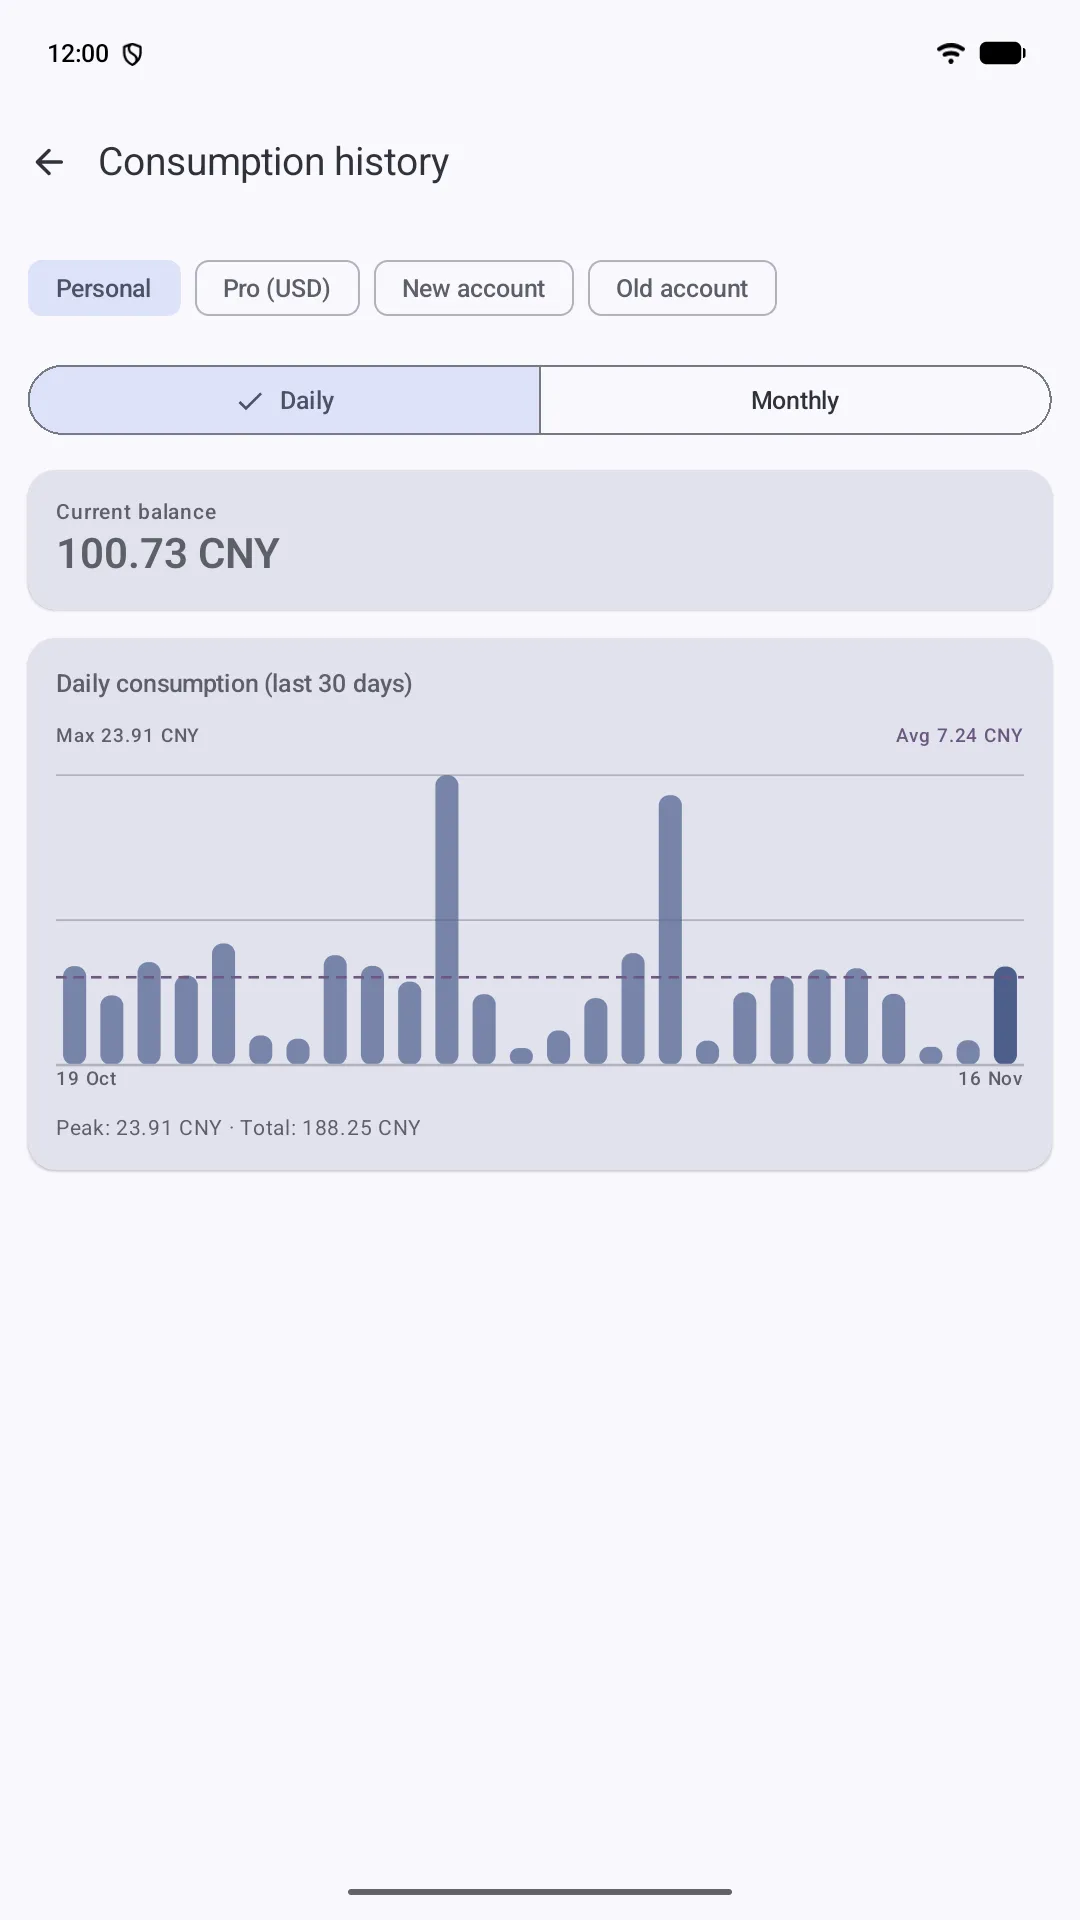 12:00
Consumption history
Personal
Pro (USD)
New account
Old account
Daily
Monthly
Current balance
100.73 CNY
Daily consumption (last 30 days)
Max 23.91 CNY
Avg 7.24 CNY
19 Oct
16 Nov
Peak: 23.91 CNY · Total: 188.25 CNY